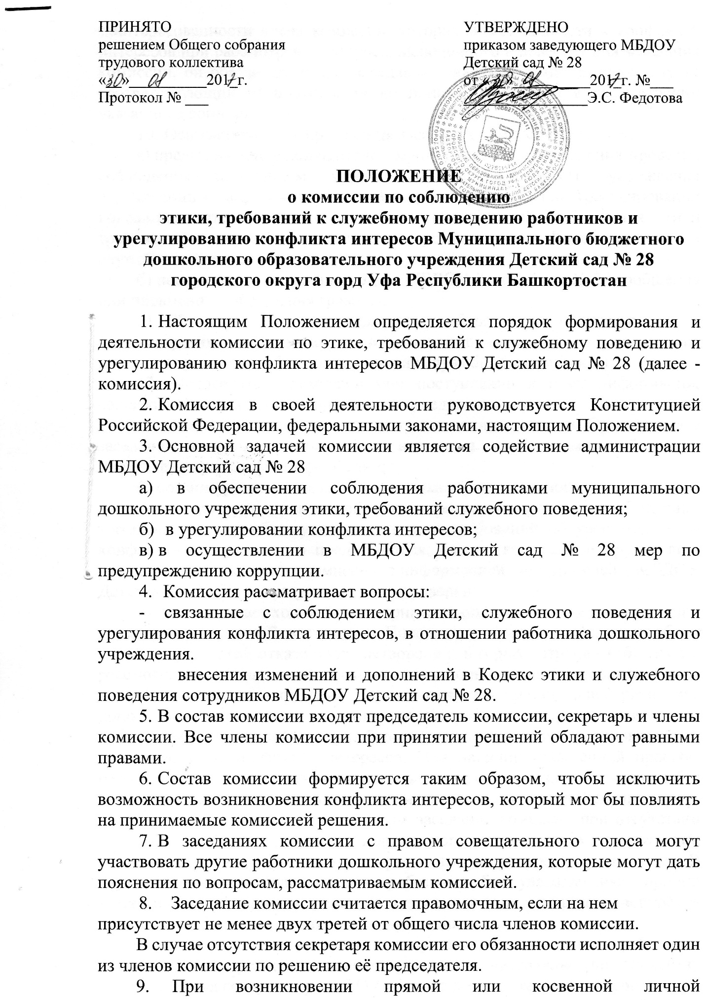 ПРИНЯТО
решением Общего собрания
трудового коллектива
«30» 01 2017 г.
Протокол № ___
УТВЕРЖДЕНО
приказом заведующего МБДОУ
Детский сад № 28
от «30» 01 2017 г. №___
Э.С. Федотова
ПОЛОЖЕНИЕ
о комиссии по соблюдению
этики, требований к служебному поведению работников и
урегулированию конфликта интересов Муниципального бюджетного
дошкольного образовательного учреждения Детский сад № 28
городского округа горд Уфа Республики Башкортостан
1. Настоящим Положением определяется порядок формирования и
деятельности комиссии по этике, требований к служебному поведению и
урегулированию конфликта интересов МБДОУ Детский сад № 28 (далее -
комиссия).
2. Комиссия в своей деятельности руководствуется Конституцией
Российской Федерации, федеральными законами, настоящим Положением.
3. Основной задачей комиссии является содействие администрации
МБДОУ Детский сад № 28
а) в обеспечении соблюдения работниками муниципального
дошкольного учреждения этики, требований служебного поведения;
б) в урегулировании конфликта интересов;
в) в осуществлении в МБДОУ Детский сад № 28 мер по
предупреждению коррупции.
4. Комиссия рассматривает вопросы:
- связанные с соблюдением этики, служебного поведения и
урегулирования конфликта интересов, в отношении работника дошкольного
учреждения.
внесения изменений и дополнений в Кодекс этики и служебного
поведения сотрудников МБДОУ Детский сад № 28.
5. В состав комиссии входят председатель комиссии, секретарь и члены
комиссии. Все члены комиссии при принятии решений обладают равными
правами.
6. Состав комиссии формируется таким образом, чтобы исключить
возможность возникновения конфликта интересов, который мог бы повлиять
на принимаемые комиссией решения.
7. В заседаниях комиссии с правом совещательного голоса могут
участвовать другие работники дошкольного учреждения, которые могут дать
пояснения по вопросам, рассматриваемым комиссией.
8. Заседание комиссии считается правомочным, если на нем
присутствует не менее двух третей от общего числа членов комиссии.
В случае отсутствия секретаря комиссии его обязанности исполняет один
из членов комиссии по решению её председателя.
9. При возникновении прямой или косвенной личной